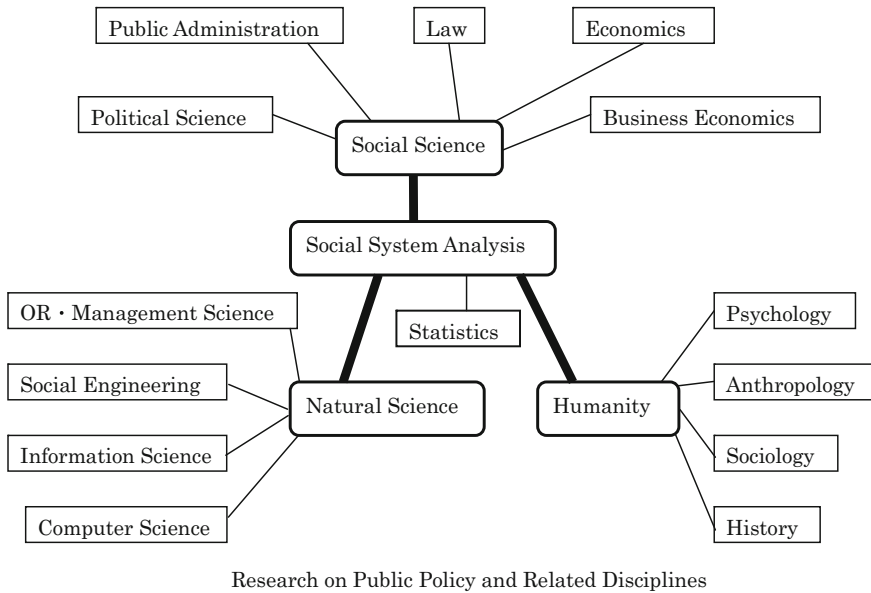 Public Administration
Law
Economics
Political Science
Business Economics
Social Science
Social System Analysis
OR・Management Science
Statistics
Psychology
Social Engineering
Natural Science
Humanity
Anthropology
Information Science
Sociology
Computer Science
History
Research on Public Policy and Related Disciplines